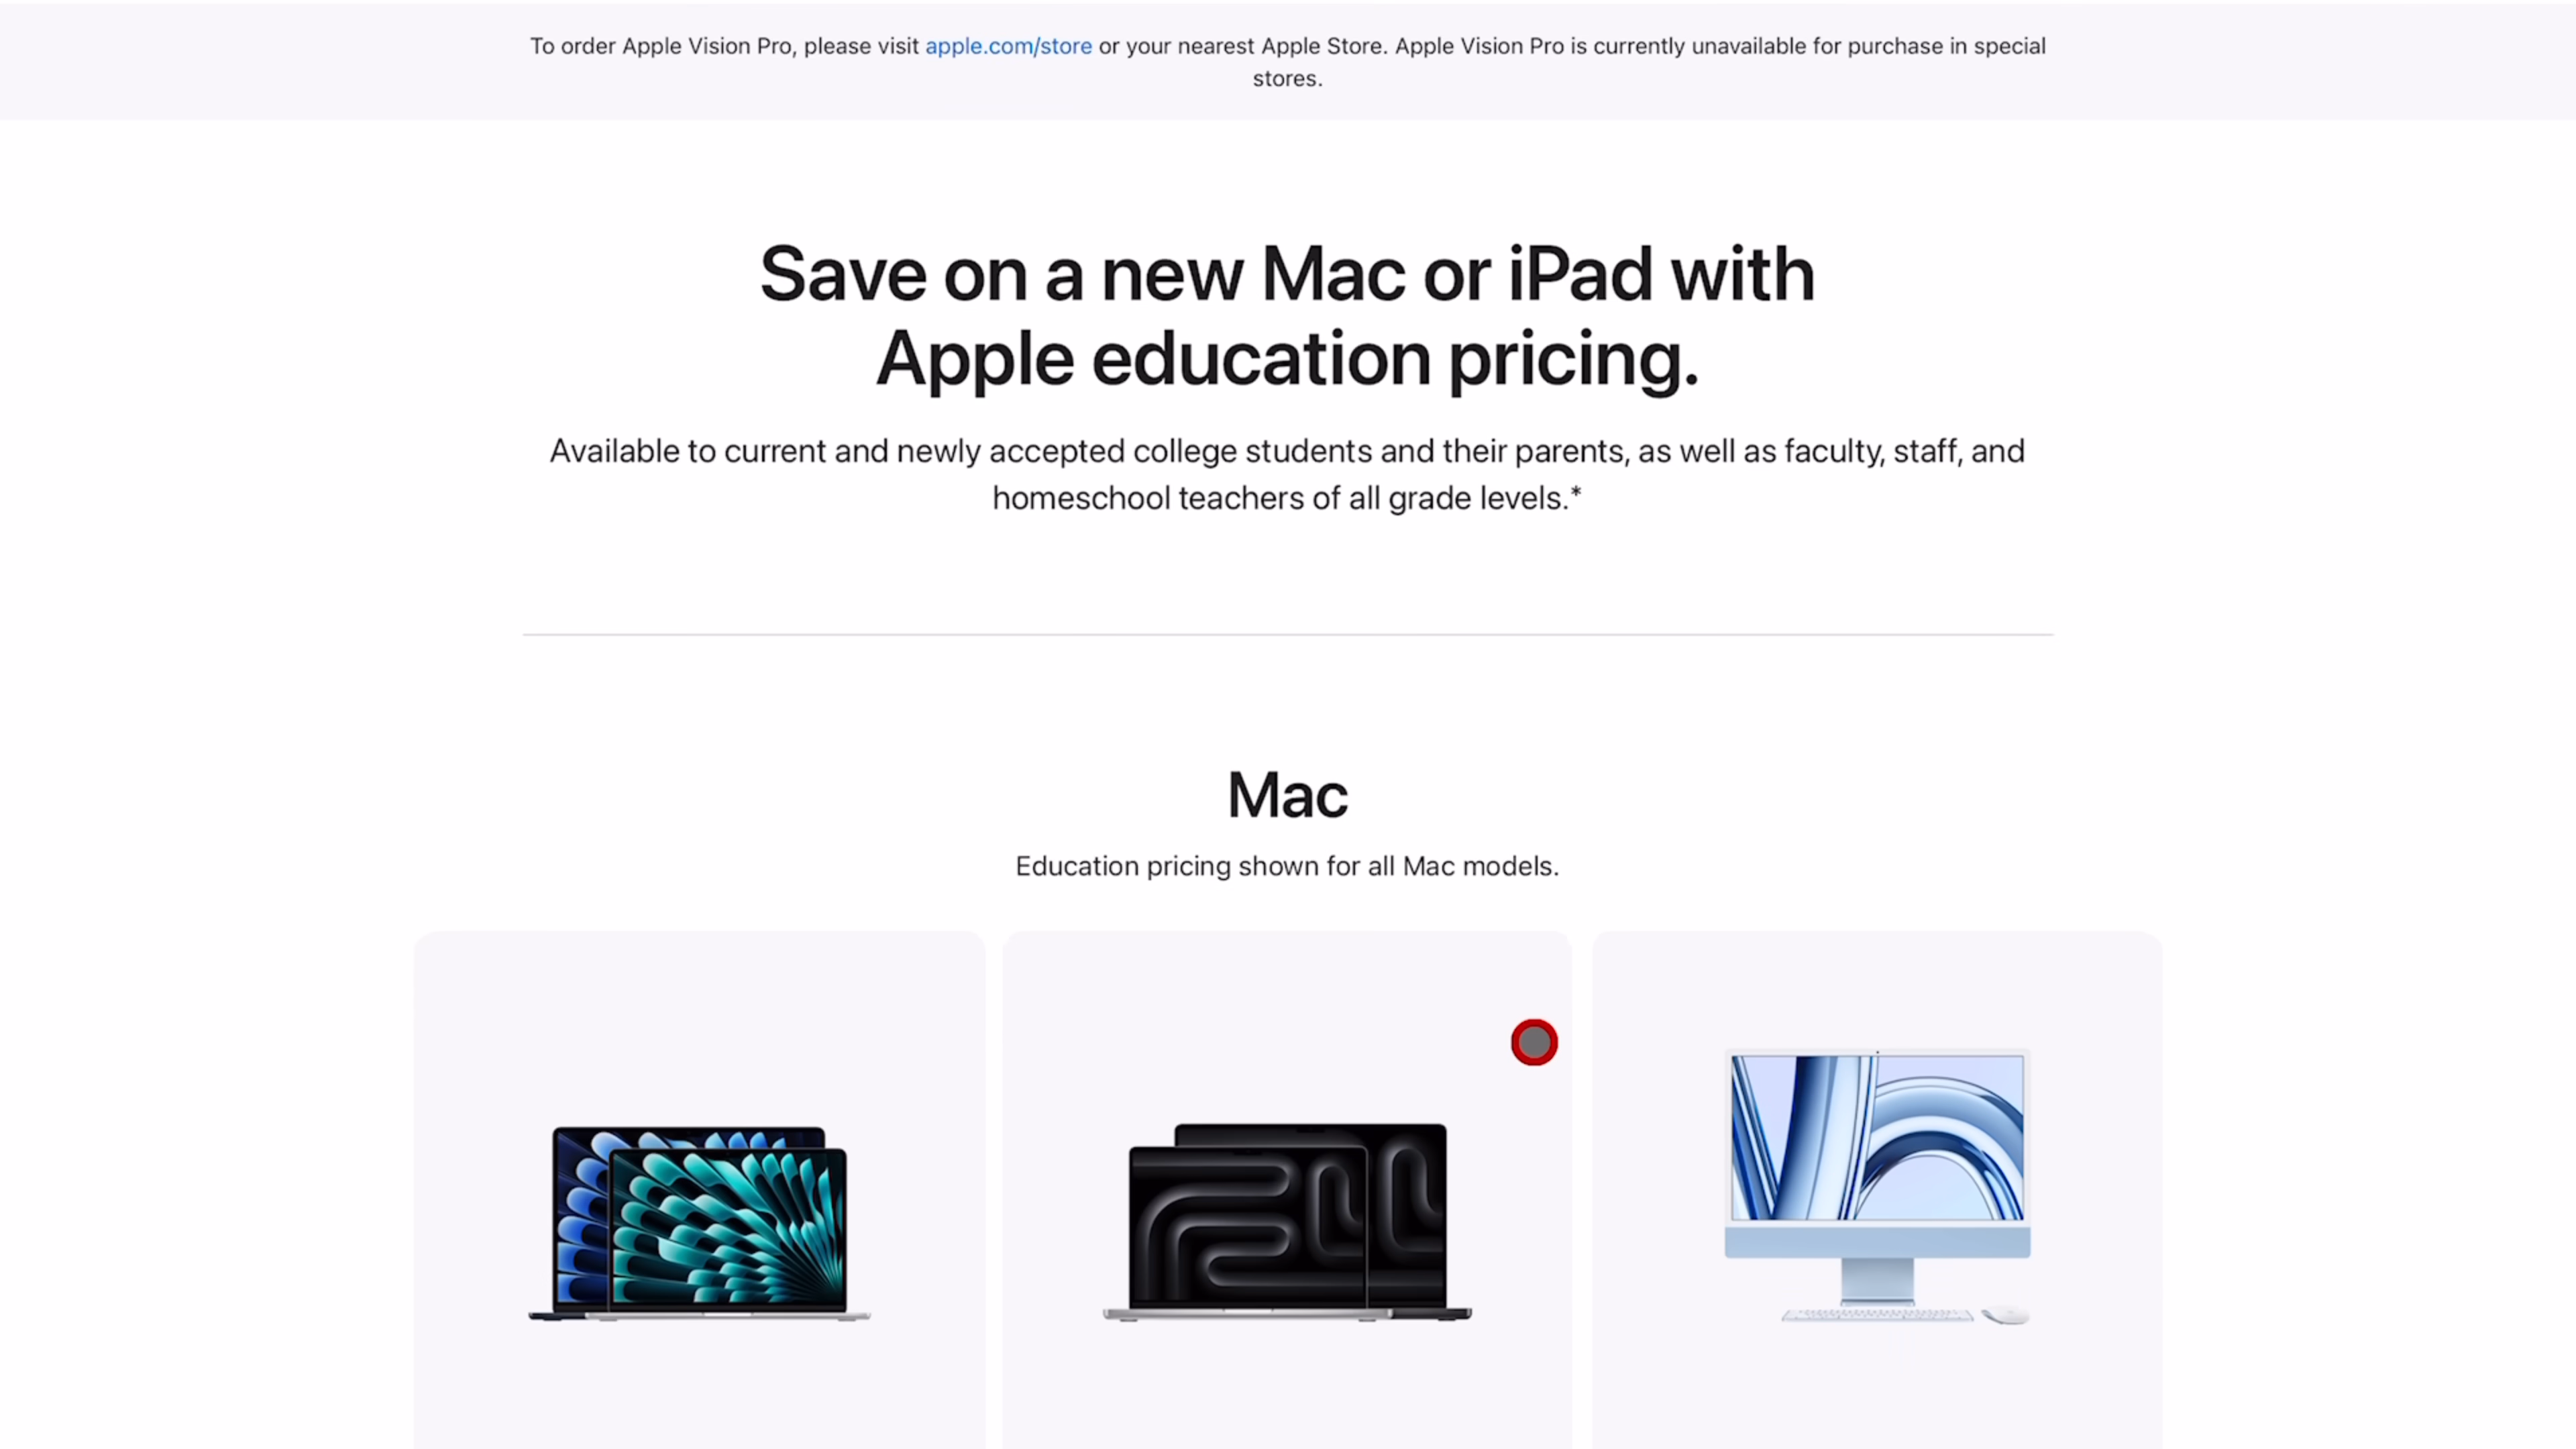 To order Apple Vision Pro, please visit apple.com/store or your nearest Apple Store. Apple Vision Pro is currently unavailable for purchase in special
stores.
Save on a new Mac or iPad with
Apple education pricing.
Available to current and newly accepted college students and their parents, as well as faculty, staff, and
homeschool teachers of all grade levels.*
Mac
Education pricing shown for all Mac models.